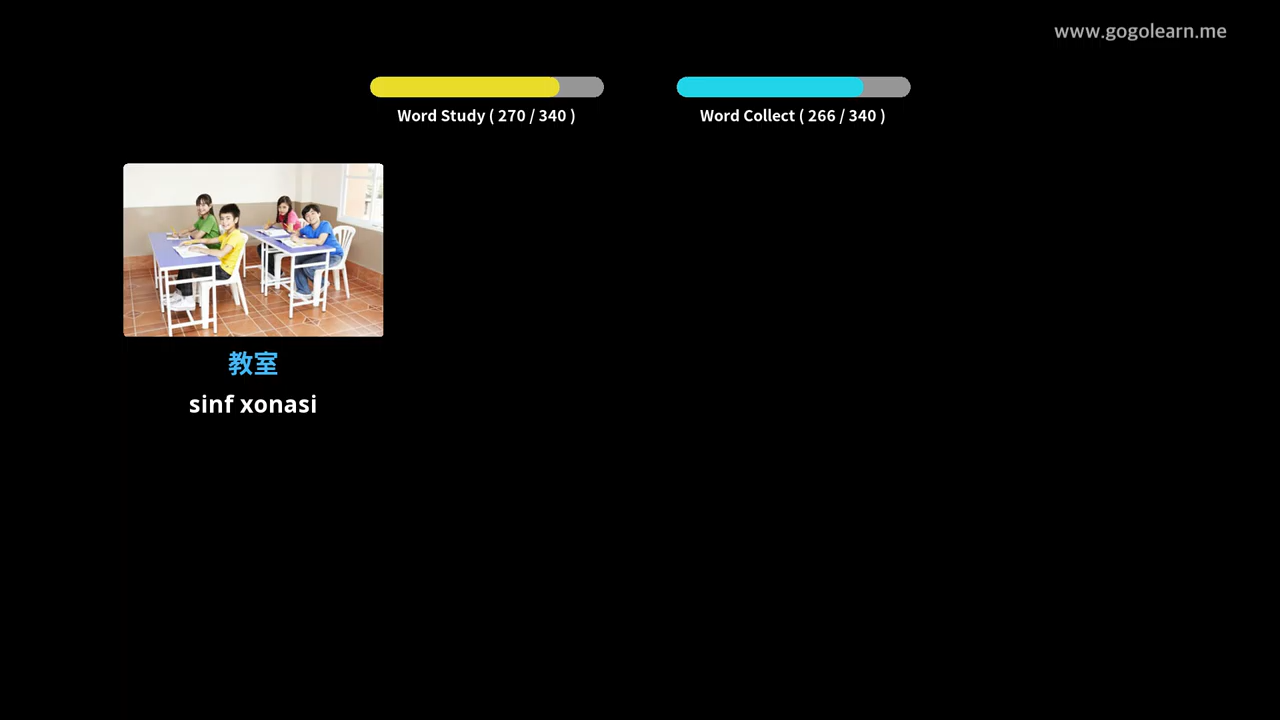 www.gogolearn.me
Word Study ( 270 / 340 )
Word Collect ( 266 / 340 )
教室
sinf xonasi